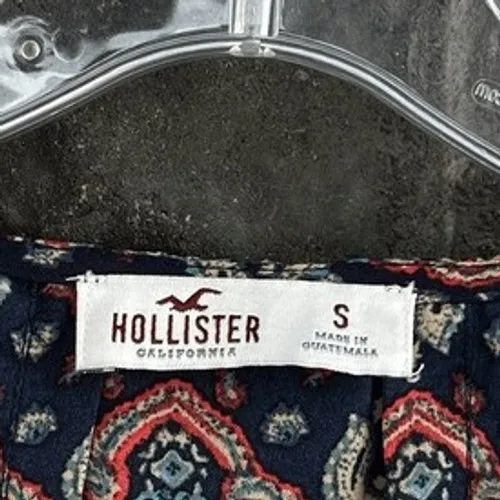 HOLLISTER
CALIFORNIA
S
MADE IN
GUATEMALA